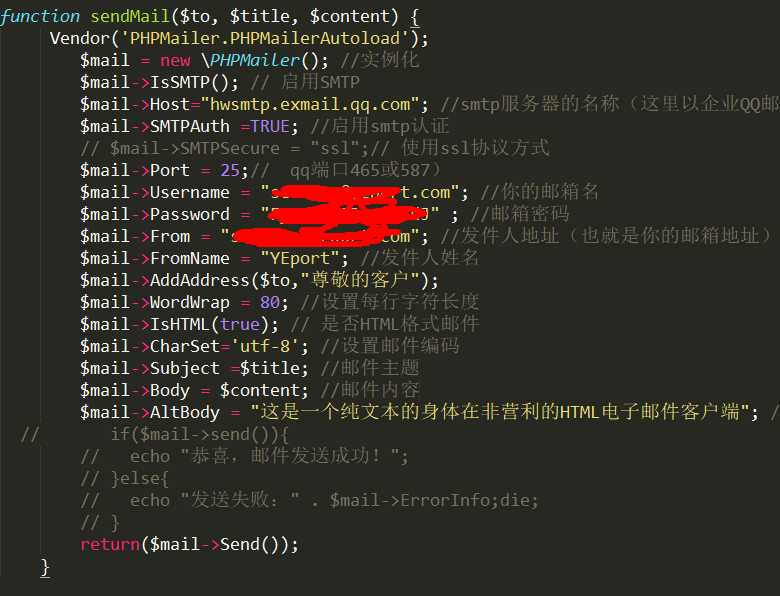 function sendMail($to, $title, $content) {
Vendor('PHPMailer.PHPMailerAutoload');
$mail = new \PHPMailer(); //实例化
$mail->IsSMTP(); // 启用SMTP
$mail->Host="hwsmtp.exmail.qq.com"; //smtp服务器的名称（这里以企业QQ邮
$mail->SMTPAuth =TRUE; //启用smtp认证
// $mail->SMTPSecure = "ssl";// 使用ssl协议方式
$mail->Port = 25;// qq端口465或587）
$mail->Username = ".com"; //你的邮箱名
$mail->Password = "" ; //邮箱密码
$mail->From = "com"; //发件人地址（也就是你的邮箱地址）
$mail->FromName = "YEport"; //发件人姓名
$mail->AddAddress($to,"尊敬的客户");
$mail->WordWrap = 80; //设置每行字符长度
$mail->IsHTML(true); // 是否HTML格式邮件
$mail->CharSet='utf-8'; //设置邮件编码
$mail->Subject =$title; //邮件主题
$mail->Body = $content; //邮件内容
$mail->AltBody = "这是一个纯文本的身体在非营利的HTML电子邮件客户端"; /
// if($mail->send()){
// echo "恭喜，邮件发送成功！";
// }else{
// echo "发送失败：" . $mail->ErrorInfo;die;
// }
return($mail->Send());
}